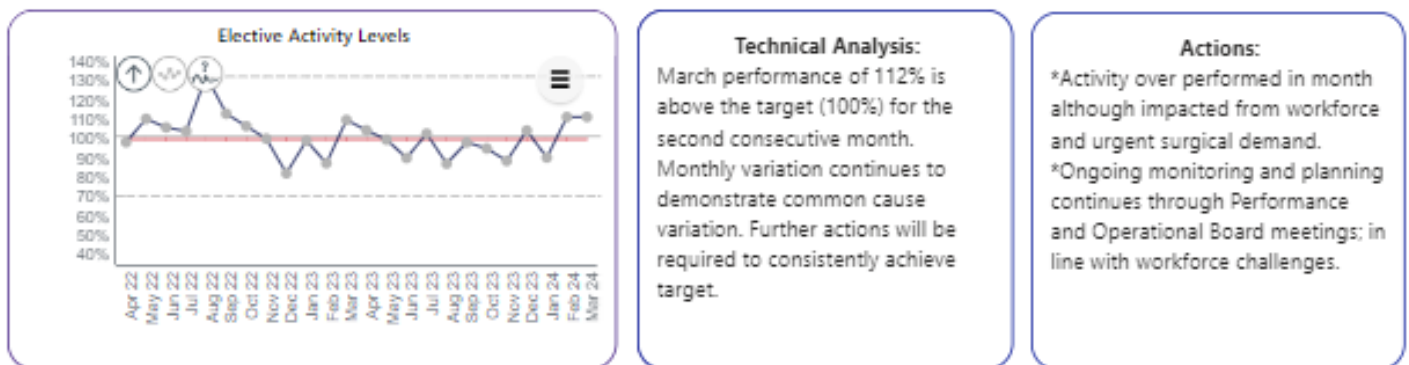 Elective Activity Levels
140%
130%
120%
110%
100%
90%
80%
70%
60%
50%
40%
?
Apr 22
May 22
Jun 22
Jul 22
Aug 22
Sep 22
Oct 22
Nov 22
Dec 22
Jan 23
Feb 23
Mar 23
Apr 23
May 23
Jun 23
Jul 23
Aug 23
Sep 23
Oct 23
Nov 23
Dec 23
Jan 24
Feb 24
Mar 24
Technical Analysis:
March performance of 112% is
above the target (100%) for the
second consecutive month.
Monthly variation continues to
demonstrate common cause
variation. Further actions will be
required to consistently achieve
target.
Actions:
*Activity over performed in month
although impacted from workforce
and urgent surgical demand.
*Ongoing monitoring and planning
continues through Performance
and Operational Board meetings; in
line with workforce challenges.